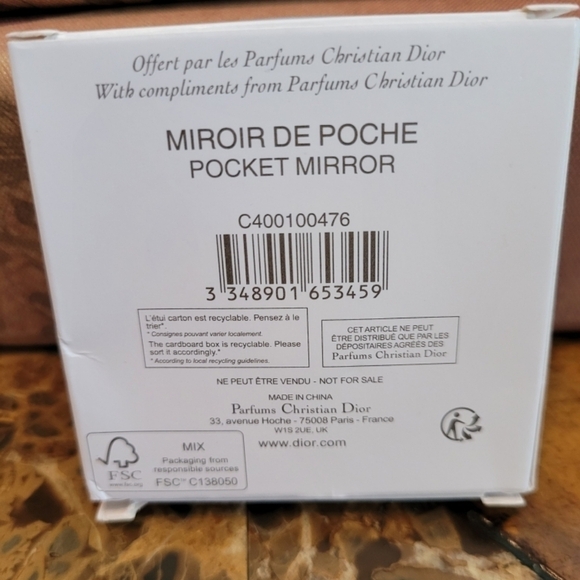 Offert par les Parfums Christian Dior
With compliments from Parfums Christian Dior
MIROIR DE POCHE
POCKET MIRROR
C400100476
3 348901 653459
L'étui carton est recyclable. Pensez à le
trier*.
* Consignes pouvant varier localement.
The cardboard box is recyclable. Please
sort it accordingly.*
* According to local recycling guidelines.
CET ARTICLE NE PEUT
ÊTRE DISTRIBUÉ QUE PAR LES
DÉPOSITAIRES AGRÉÉS DES
Parfums Christian Dior
NE PEUT ÊTRE VENDU - NOT FOR SALE
MADE IN CHINA
Parfums Christian Dior
33, avenue Hoche - 75008 Paris - France
W1S 2UE, UK
www.dior.com
FSC
www.fsc.org
MIX
Packaging from
responsible sources
FSC™ C138050